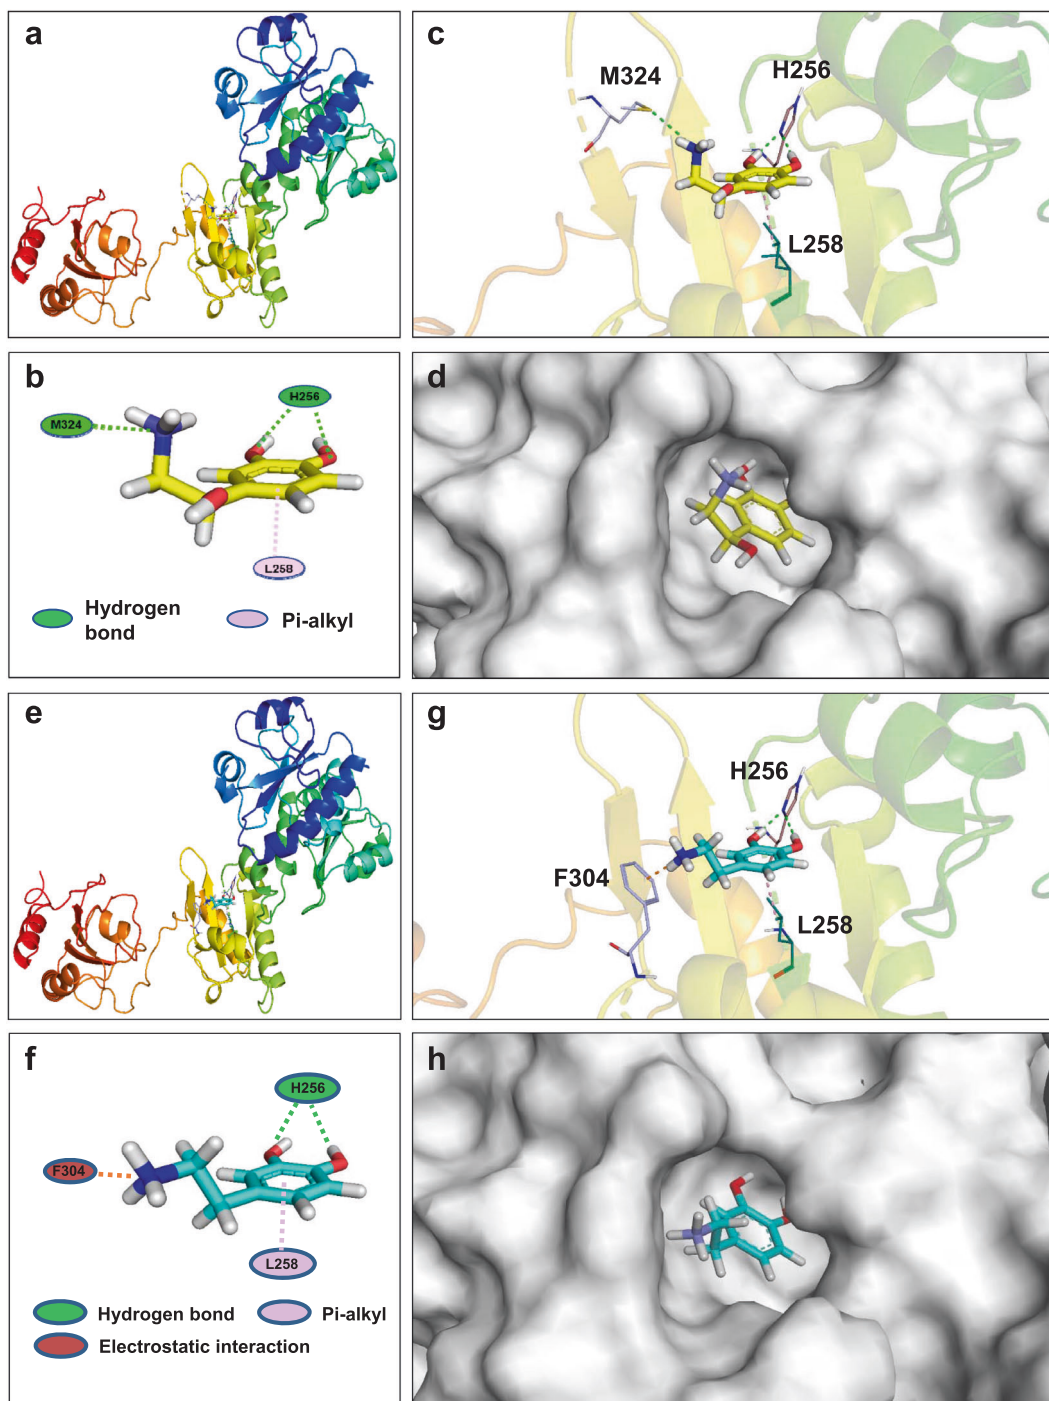 a
c
M324
H256
L258
b
M324
H256
L258
Hydrogen
bond
Pi-alkyl
d
e
g
H256
F304
L258
f
H256
F304
L258
Hydrogen bond
Pi-alkyl
Electrostatic interaction
h